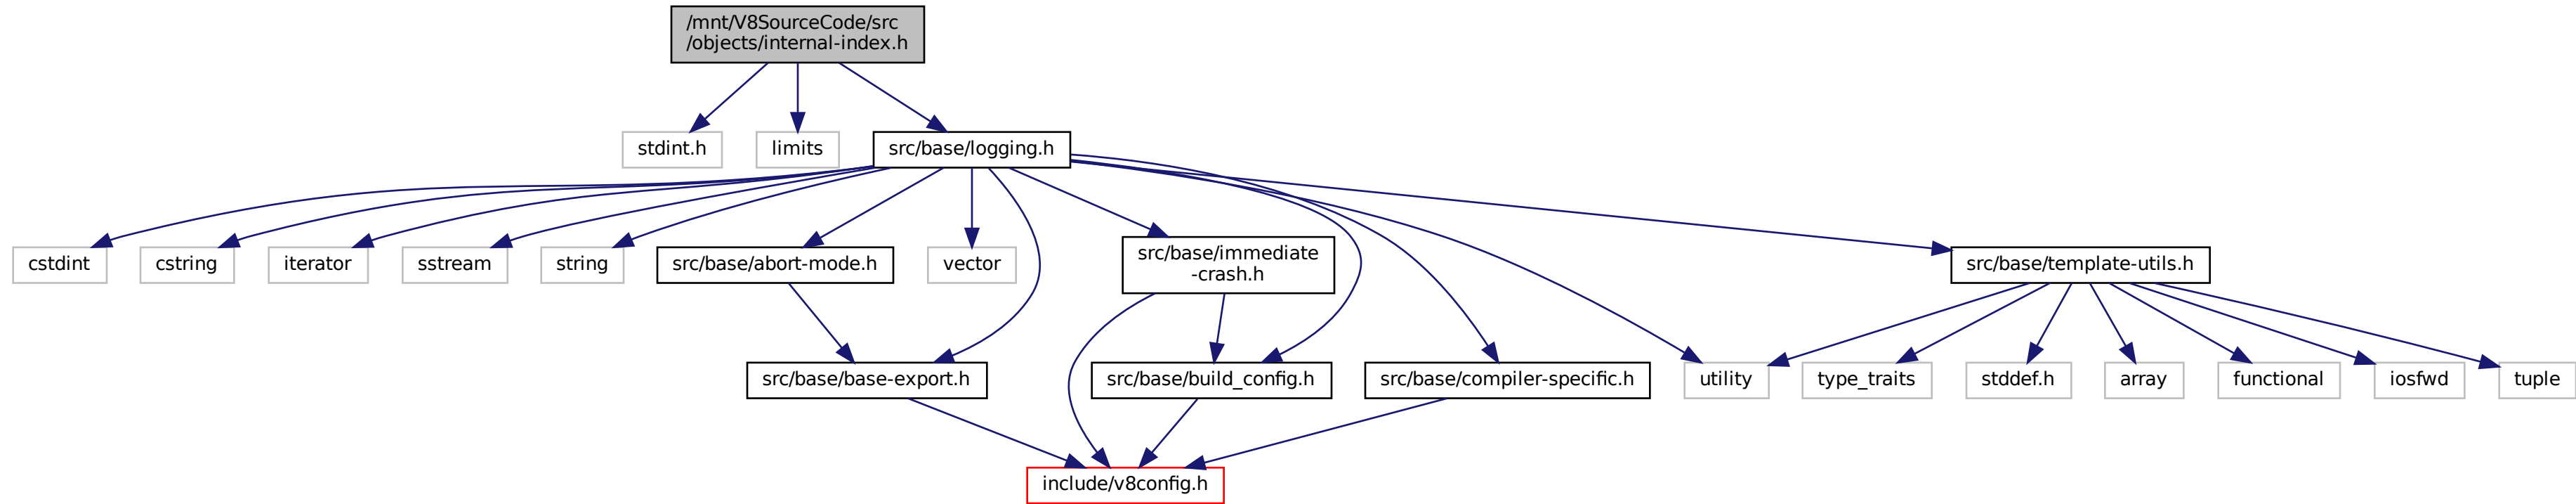 /mnt/V8SourceCode/src
/objects/internal-index.h
stdint.h
limits
src/base/logging.h
cstdint
cstring
iterator
sstream
string
src/base/abort-mode.h
vector
src/base/immediate
-crash.h
src/base/template-utils.h
src/base/base-export.h
src/base/build_config.h
src/base/compiler-specific.h
utility
type_traits
stddef.h
array
functional
iosfwd
tuple
include/v8config.h